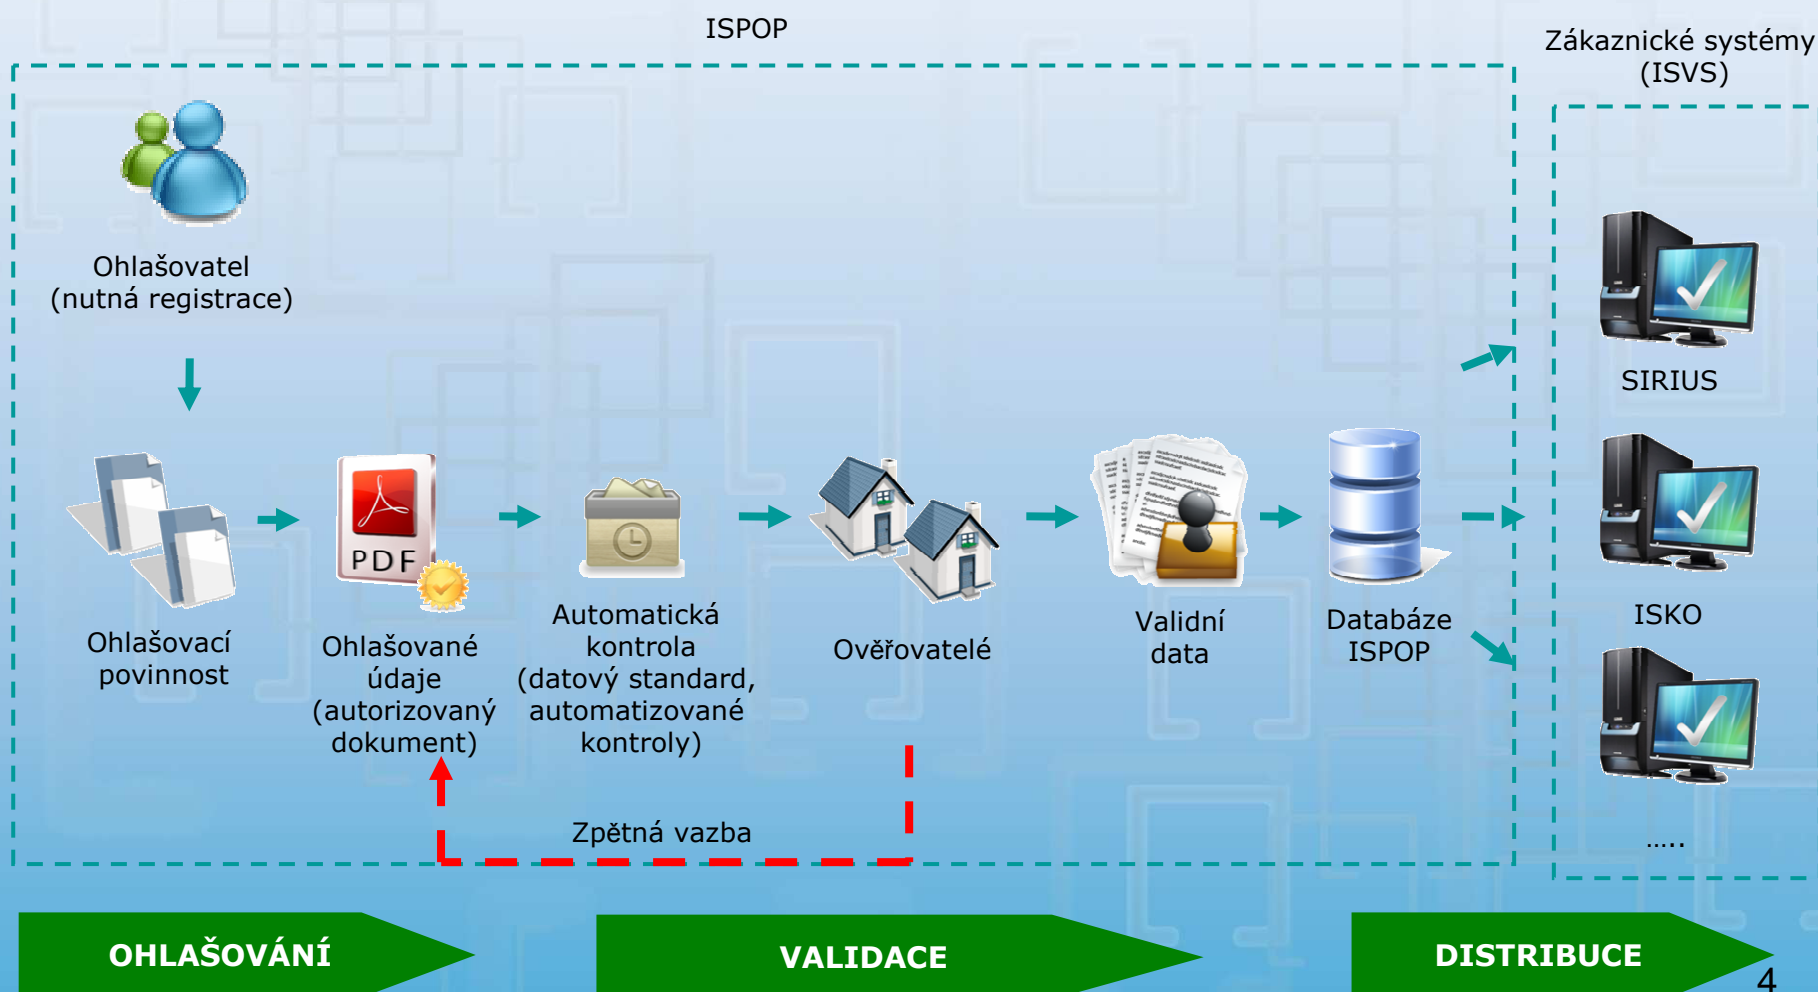 ISPOP
Zákaznické systémy
(ISVS)
Ohlašovatel
(nutná registrace)
Ohlašovací
povinnost
PDF
Ohlašované
údaje
(autorizovaný
dokument)
Automatická
kontrola
(datový standard,
automatizované
kontroly)
Ověřovatelé
Validní
data
Databáze
ISPOP
SIRIUS
ISKO
.....
Zpětná vazba
OHLAŠOVÁNÍ
VALIDACE
DISTRIBUCE
4